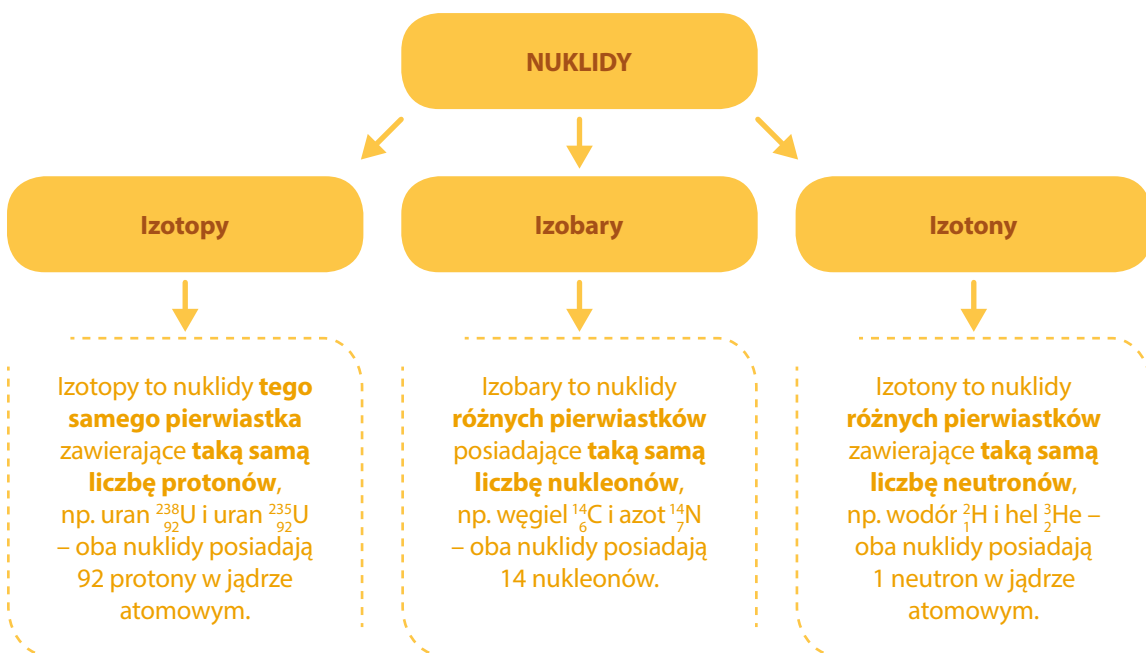 NUKLIDY
Izotopy
Izobary
Izotony
Izotopy to nuklidy tego
samego pierwiastka
zawierające taką samą
liczbę protonów,
np. uran ²³⁸₉₂U i uran ²³⁵₉₂U
– oba nuklidy posiadają
92 protony w jądrze
atomowym.
Izobary to nuklidy
różnych pierwiastków
posiadające taką samą
liczbę nukleonów,
np. węgiel ¹⁴₆C i azot ¹⁴₇N
– oba nuklidy posiadają
14 nukleonów.
Izotony to nuklidy
różnych pierwiastków
zawierające taką samą
liczbę neutronów,
np. wodór ²₁H i hel ³₂He –
oba nuklidy posiadają
1 neutron w jądrze
atomowym.